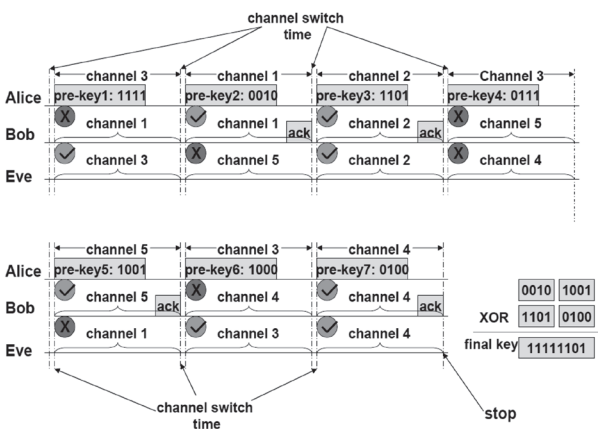 channel switch
time
channel 3 channel 1 channel 2 Channel 3
Alice pre-key1: 1111 pre-key2: 0010 pre-key3: 1101 pre-key4: 0111
X X
Bob channel 1 channel 1 ack channel 2 ack channel 5
X X
Eve channel 3 channel 5 channel 2 channel 4
channel 5 channel 3 channel 4
Alice pre-key5: 1001 pre-key6: 1000 pre-key7: 0100
X
Bob channel 5 ack channel 4 channel 4 ack
X
Eve channel 1 channel 3 channel 4
0010 1001
XOR 1101 0100
final key 11111101
channel switch
time
stop